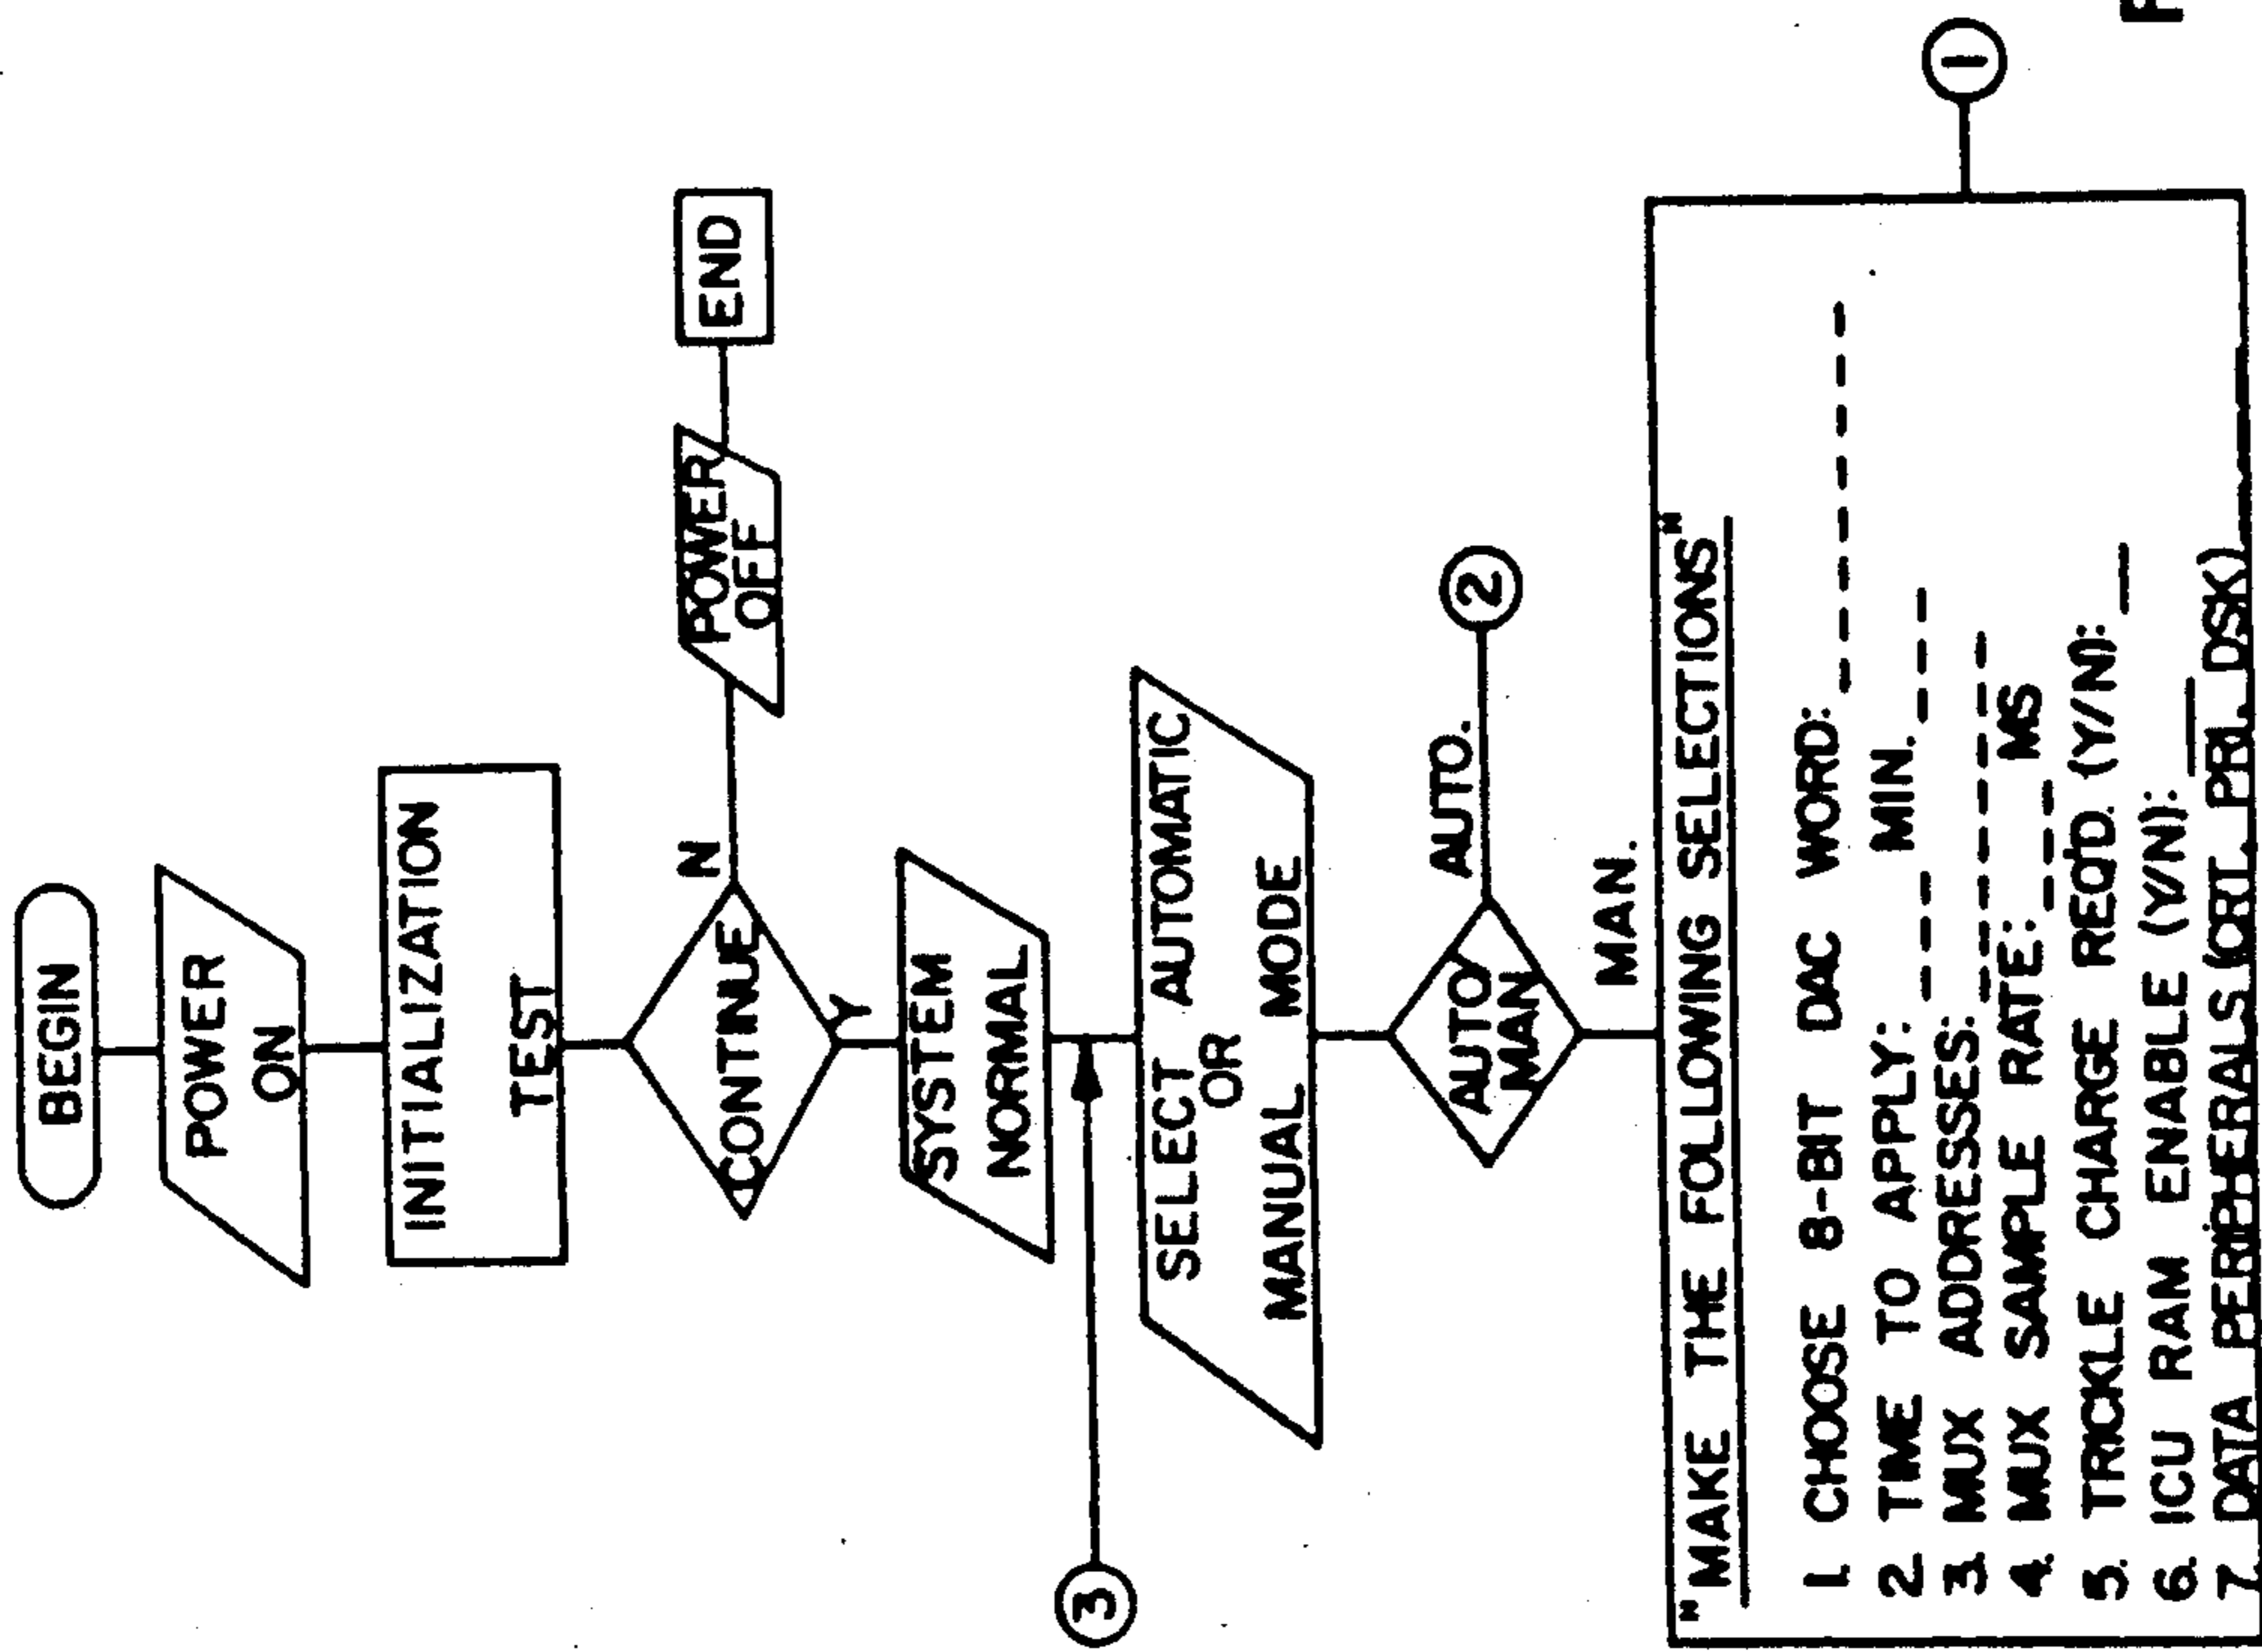 BEGIN
POWER
ON
INITIALIZATION
TEST
CONTINUE
N
POWER
OFF
END
Y
SYSTEM
NORMAL
3
SELECT AUTOMATIC
OR
MANUAL MODE
AUTO
MAN
AUTO.
2
MAN.
"MAKE THE FOLLOWING SELECTIONS"
1. CHOOSE 8-BIT DAC WORD: _ _ _ _ _ _ _ _
2. TIME TO APPLY: _ _ _ MIN. _ _ _
3. MUX ADDRESSES: _ _ _ _ _ _ _ _
4. MUX SAMPLE RATE: _ _ _ MS
5. TRICKLE CHARGE REQ'D. (Y/N): _
6. ICU RAM ENABLE (Y/N): _
7. DATA PERIPHERALS (CRT, PRI, DSK)
1